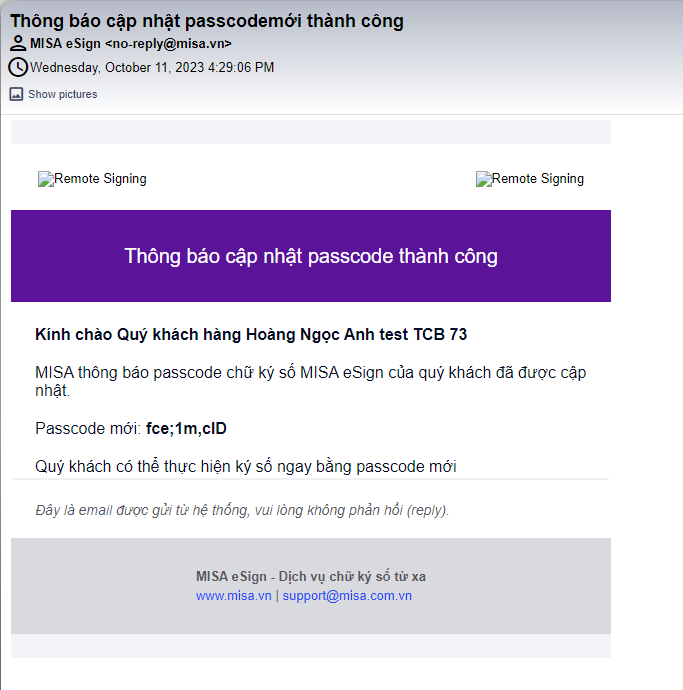 Thông báo cập nhật passcodemới thành công
MISA eSign <no-reply@misa.vn>
Wednesday, October 11, 2023 4:29:06 PM
Show pictures
Remote Signing Remote Signing
Thông báo cập nhật passcode thành công
Kính chào Quý khách hàng Hoàng Ngọc Anh test TCB 73
MISA thông báo passcode chữ ký số MISA eSign của quý khách đã được cập
nhật.
Passcode mới: fce;1m,clD
Quý khách có thể thực hiện ký số ngay bằng passcode mới
Đây là email được gửi từ hệ thống, vui lòng không phản hồi (reply).
MISA eSign - Dịch vụ chữ ký số từ xa
www.misa.vn | support@misa.com.vn